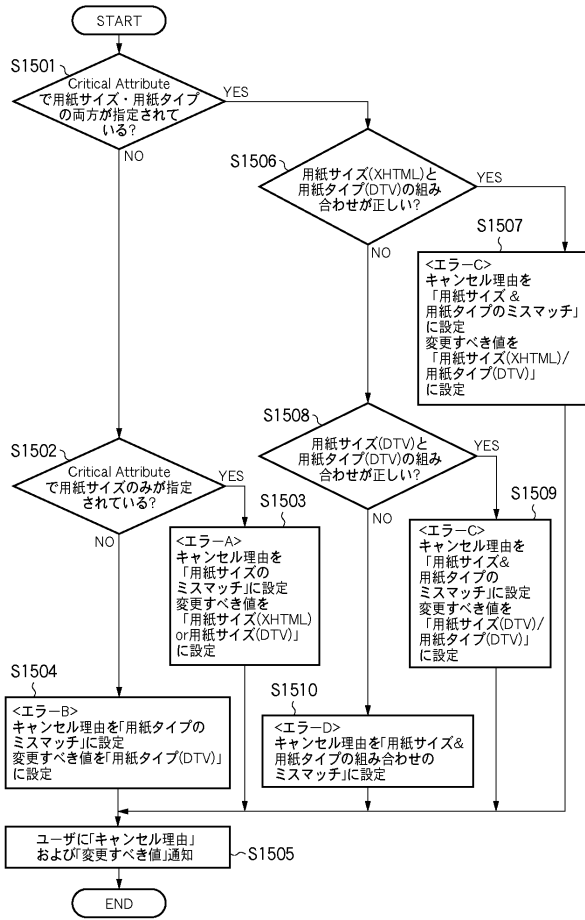 START
S1501
Critical Attribute
で用紙サイズ・用紙タイプ
の両方が指定されて
いる?
YES
NO
S1506
用紙サイズ(XHTML)と
用紙タイプ(DTV)の組み
合わせが正しい?
YES
NO
S1507
<エラーC>
キャンセル理由を
「用紙サイズ &
用紙タイプのミスマッチ」
に設定
変更すべき値を
「用紙サイズ(XHTML)/
用紙タイプ(DTV)」
に設定
S1508
用紙サイズ(DTV)と
用紙タイプ(DTV)の組み
合わせが正しい?
YES
NO
S1502
Critical Attribute
で用紙サイズのみが指定
されている?
YES
NO
S1503
<エラーA>
キャンセル理由を
「用紙サイズの
ミスマッチ」に設定
変更すべき値を
「用紙サイズ(XHTML)
or用紙サイズ(DTV)」
に設定
S1509
<エラーC>
キャンセル理由を
「用紙サイズ&
用紙タイプの
ミスマッチ」に設定
変更すべき値を
「用紙サイズ(DTV)/
用紙タイプ(DTV)」
に設定
S1504
<エラーB>
キャンセル理由を「用紙タイプの
ミスマッチ」に設定
変更すべき値を「用紙タイプ(DTV)」
に設定
S1510
<エラーD>
キャンセル理由を「用紙サイズ&
用紙タイプの組み合わせの
ミスマッチ」に設定
ユーザに「キャンセル理由」
および「変更すべき値」通知
S1505
END